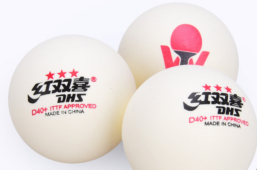 ★★★
红双喜®
DHS
D40+ ITTF APPROVED
MADE IN CHINA
★★★
红双喜
DHS
D40+ ITTF APPROVED
MADE IN CHINA